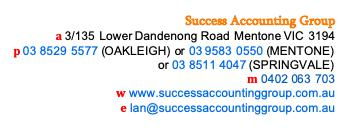 Success Accounting Group
a 3/135 Lower Dandenong Road Mentone VIC 3194
p 03 8529 5577 (OAKLEIGH) or 03 9583 0550 (MENTONE)
or 03 8511 4047 (SPRINGVALE)
m 0402 063 703
w www.successaccountinggroup.com.au
e Ian@successaccountinggroup.com.au